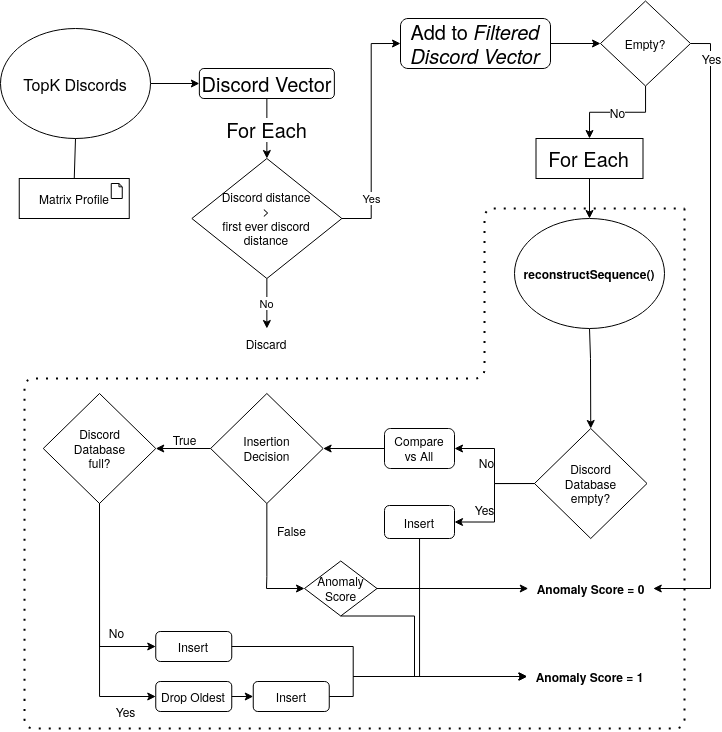 TopK Discords
Matrix Profile
Discord Vector
For Each
Discord distance
>
first ever discord
distance
Yes
No
Discard
Add to Filtered
Discord Vector
Empty?
Yes
No
For Each
reconstructSequence()
Discord
Database
empty?
No
Yes
Compare
vs All
Insert
Insertion
Decision
True
False
Discord
Database
full?
Anomaly
Score
Anomaly Score = 0
No
Insert
Yes
Drop Oldest
Insert
Anomaly Score = 1